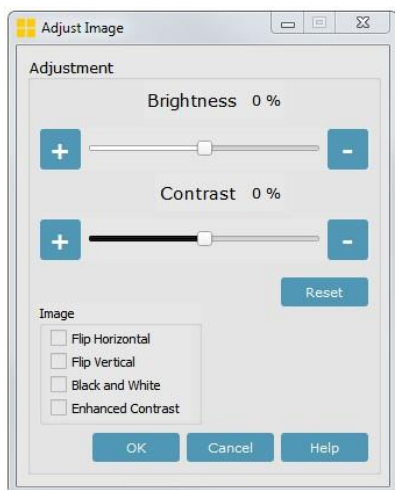 Adjust Image
Adjustment
Brightness 0 %
+ -
Contrast 0 %
+ -
Reset
Image
Flip Horizontal
Flip Vertical
Black and White
Enhanced Contrast
OK Cancel Help